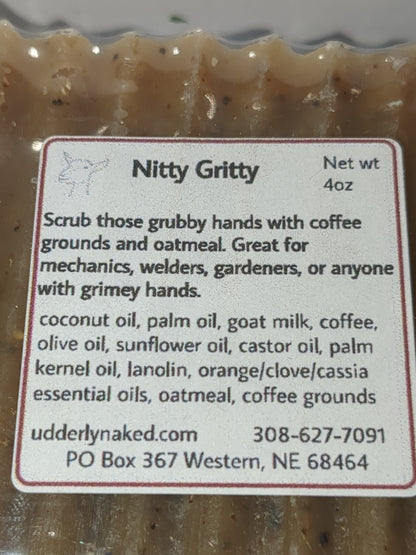 Nitty Gritty
Net wt
4oz
Scrub those grubby hands with coffee
grounds and oatmeal. Great for
mechanics, welders, gardeners, or anyone
with grimey hands.
coconut oil, palm oil, goat milk, coffee,
olive oil, sunflower oil, castor oil, palm
kernel oil, lanolin, orange/clove/cassia
essential oils, oatmeal, coffee grounds
udderlynaked.com 308-627-7091
PO Box 367 Western, NE 68464